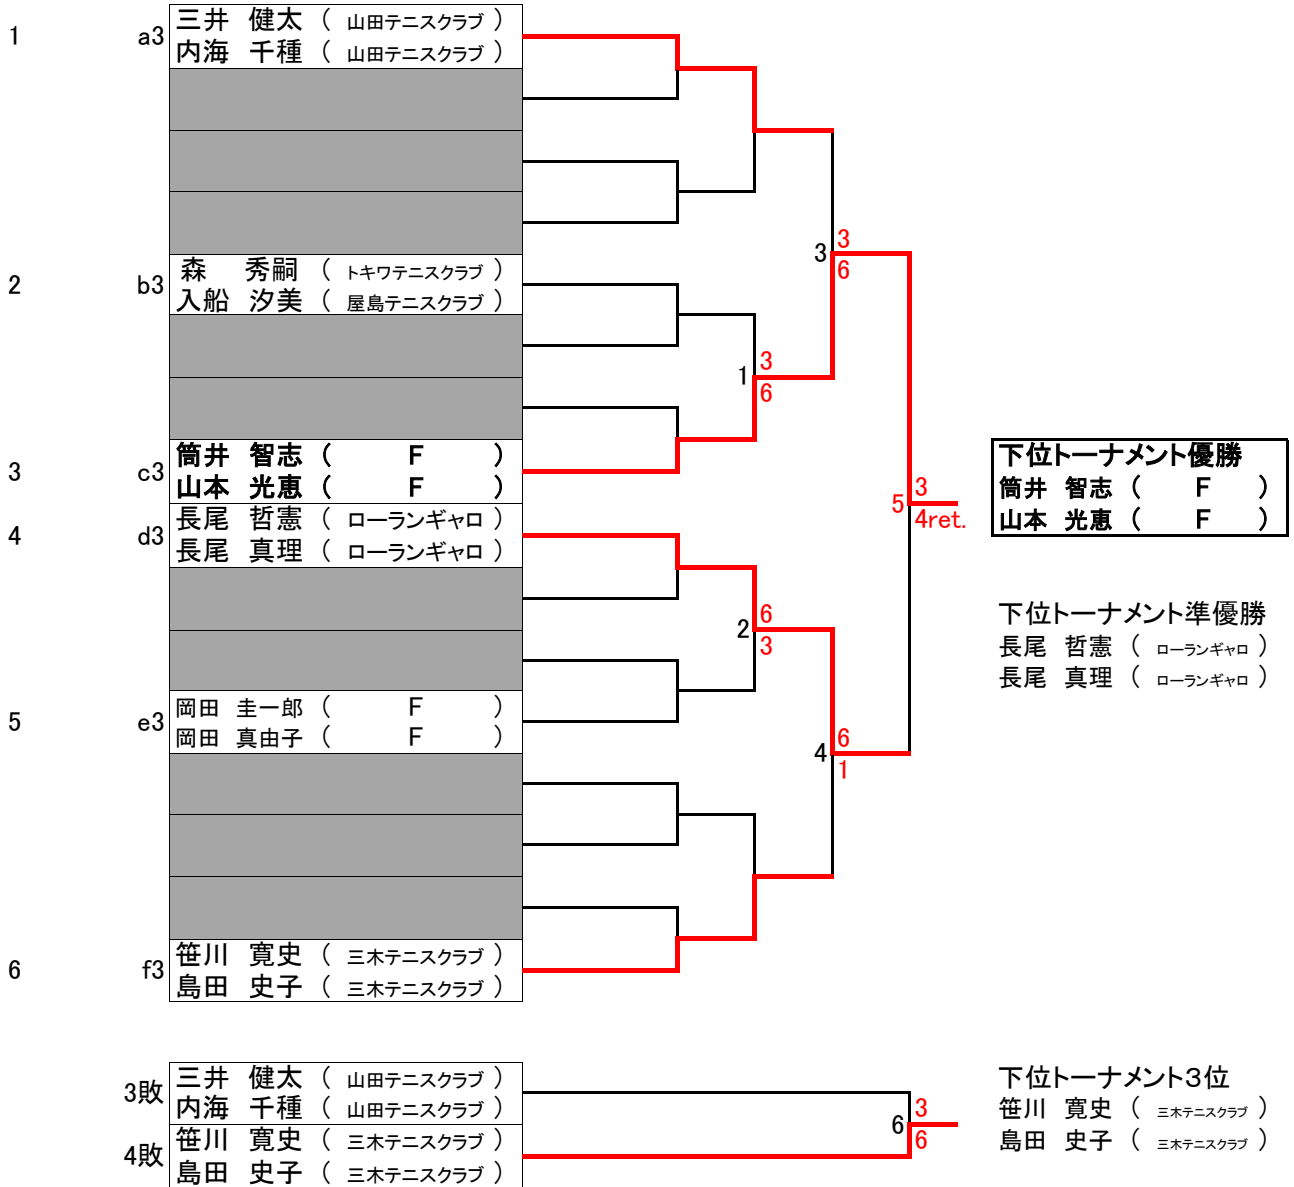 1 a3 三井 健太 ( 山田テニスクラブ )
内海 千種 ( 山田テニスクラブ )
2 b3 森 秀嗣 ( トキワテニスクラブ )
入船 汐美 ( 屋島テニスクラブ )
3 c3 筒井 智志 ( F )
山本 光恵 ( F )
4 d3 長尾 哲憲 ( ローランギャロ )
長尾 真理 ( ローランギャロ )
5 e3 岡田 圭一郎 ( F )
岡田 真由子 ( F )
6 f3 笹川 寛史 ( 三木テニスクラブ )
島田 史子 ( 三木テニスクラブ )
1 3
6
2 6
3
3 3
6
4 6
1
5 3
4ret.
下位トーナメント優勝
筒井 智志 ( F )
山本 光恵 ( F )
下位トーナメント準優勝
長尾 哲憲 ( ローランギャロ )
長尾 真理 ( ローランギャロ )
3敗 三井 健太 ( 山田テニスクラブ )
内海 千種 ( 山田テニスクラブ )
4敗 笹川 寛史 ( 三木テニスクラブ )
島田 史子 ( 三木テニスクラブ )
6 3
6
下位トーナメント3位
笹川 寛史 ( 三木テニスクラブ )
島田 史子 ( 三木テニスクラブ )